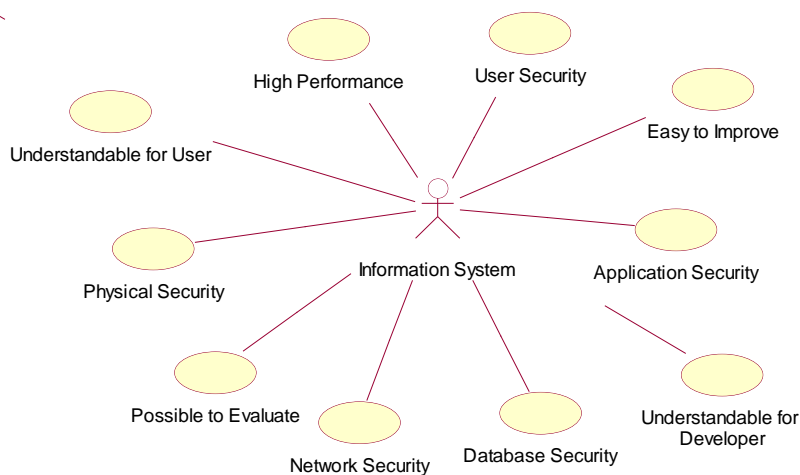 User Security
High Performance
Easy to Improve
Understandable for User
Information System
Application Security
Physical Security
Possible to Evaluate
Understandable for
Developer
Database Security
Network Security